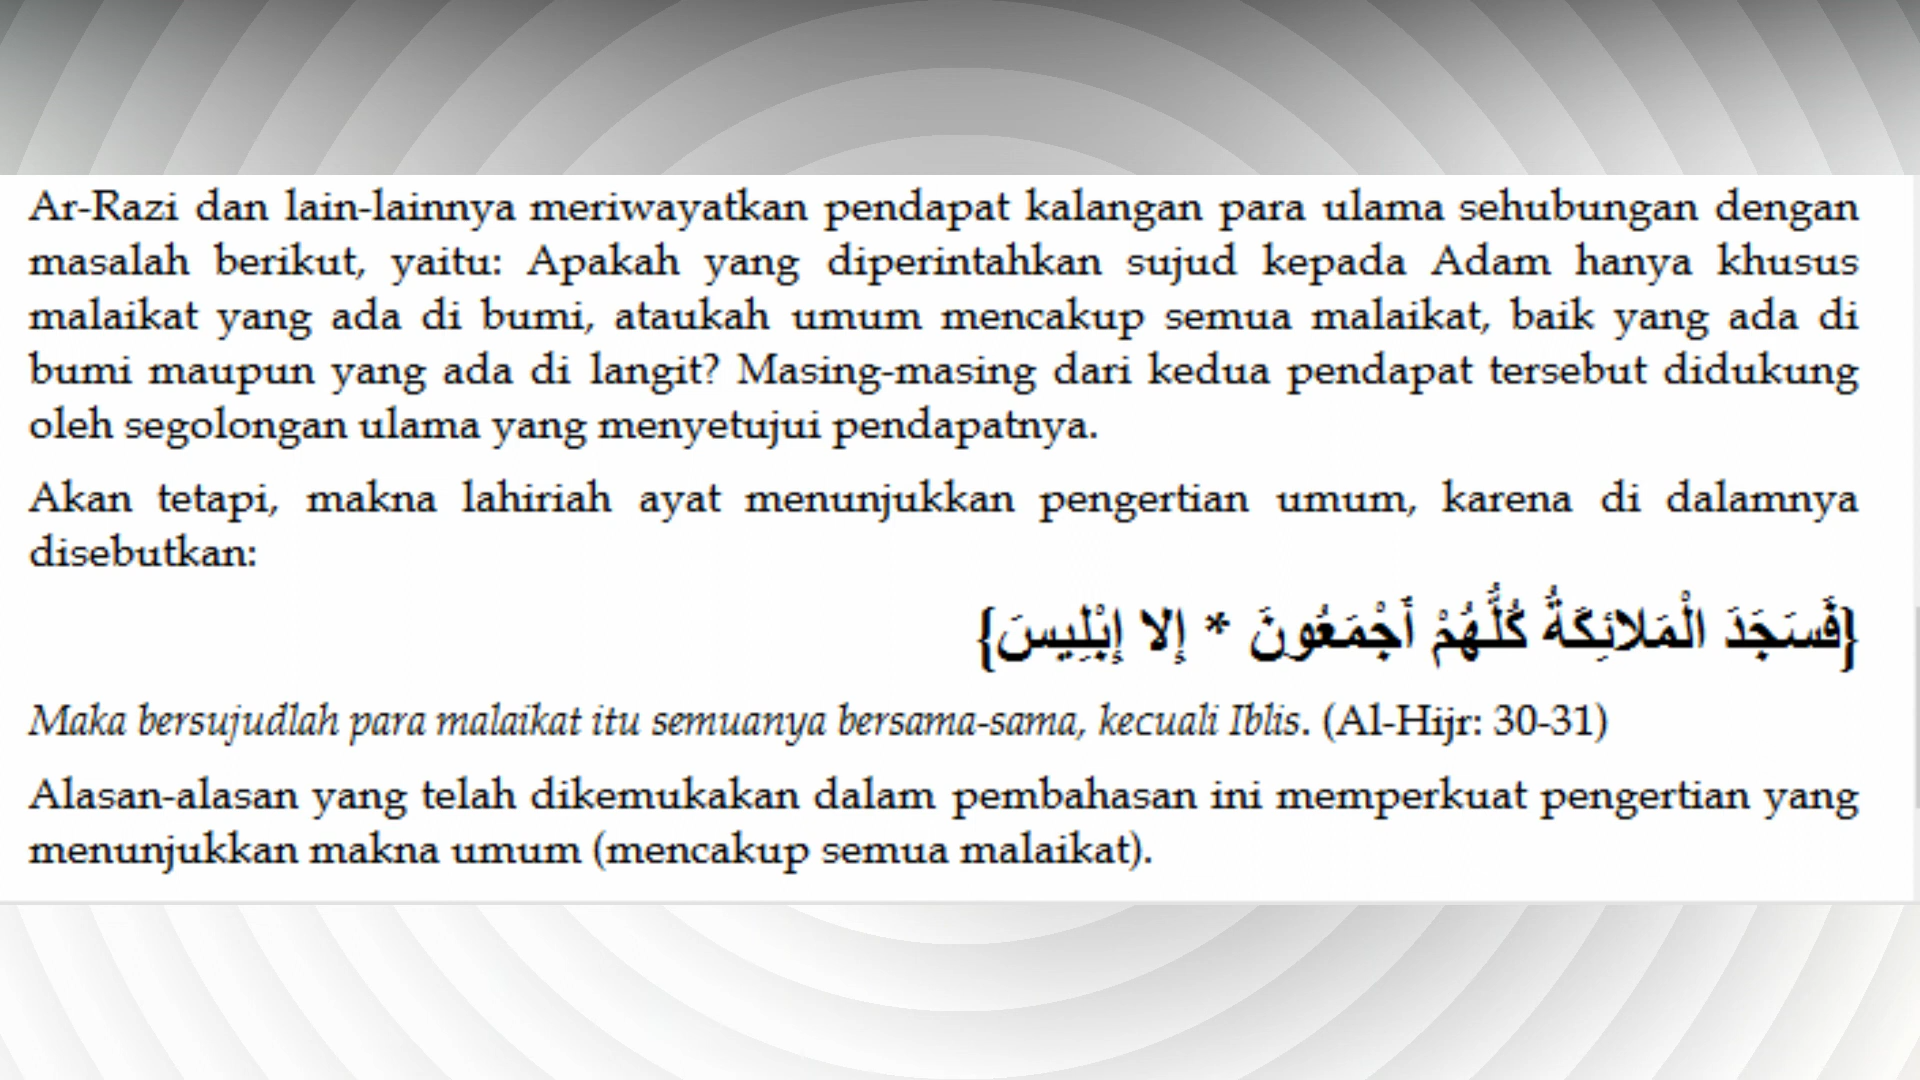 Ar-Razi dan lain-lainnya meriwayatkan pendapat kalangan para ulama sehubungan dengan
masalah berikut, yaitu: Apakah yang diperintahkan sujud kepada Adam hanya khusus
malaikat yang ada di bumi, ataukah umum mencakup semua malaikat, baik yang ada di
bumi maupun yang ada di langit? Masing-masing dari kedua pendapat tersebut didukung
oleh segolongan ulama yang menyetujui pendapatnya.
Akan tetapi, makna lahiriah ayat menunjukkan pengertian umum, karena di dalamnya
disebutkan:
{فَسَجَدَ الْمَلائِكَةُ كُلُّهُمْ أَجْمَعُونَ * إِلا إِبْلِيسَ}
Maka bersujudlah para malaikat itu semuanya bersama-sama, kecuali Iblis. (Al-Hijr: 30-31)
Alasan-alasan yang telah dikemukakan dalam pembahasan ini memperkuat pengertian yang
menunjukkan makna umum (mencakup semua malaikat).